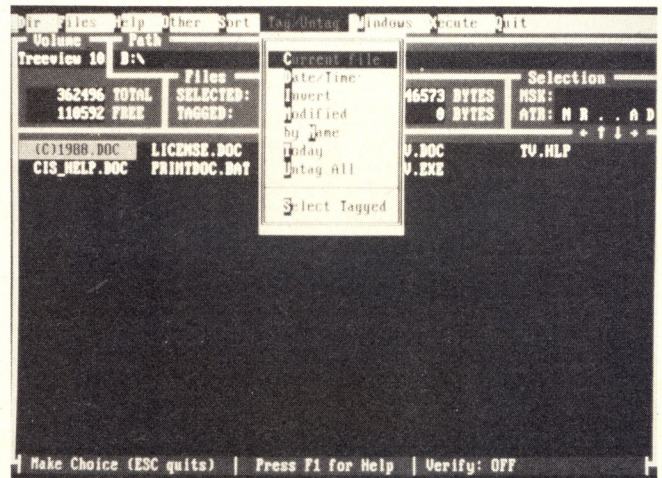 Dir Files Help Other Sort Tag/Untag Windows Xecute Quit
Volume Path
Treeview 10 B:\
Files
Selection
362496 TOTAL SELECTED: 46573 BYTES MSK:
110592 FREE TAGGED: 0 BYTES ATR: H R . . A D
Current file
Date/Time
Invert
Modified
by Name
Today
Untag All
Select Tagged
(C)1988.DOC LICENSE.DOC V.DOC TV.HLP
CIS_HELP.DOC PRINTDOC.BAT V.EXE
Make Choice (ESC quits) | Press F1 for Help | Verify: OFF